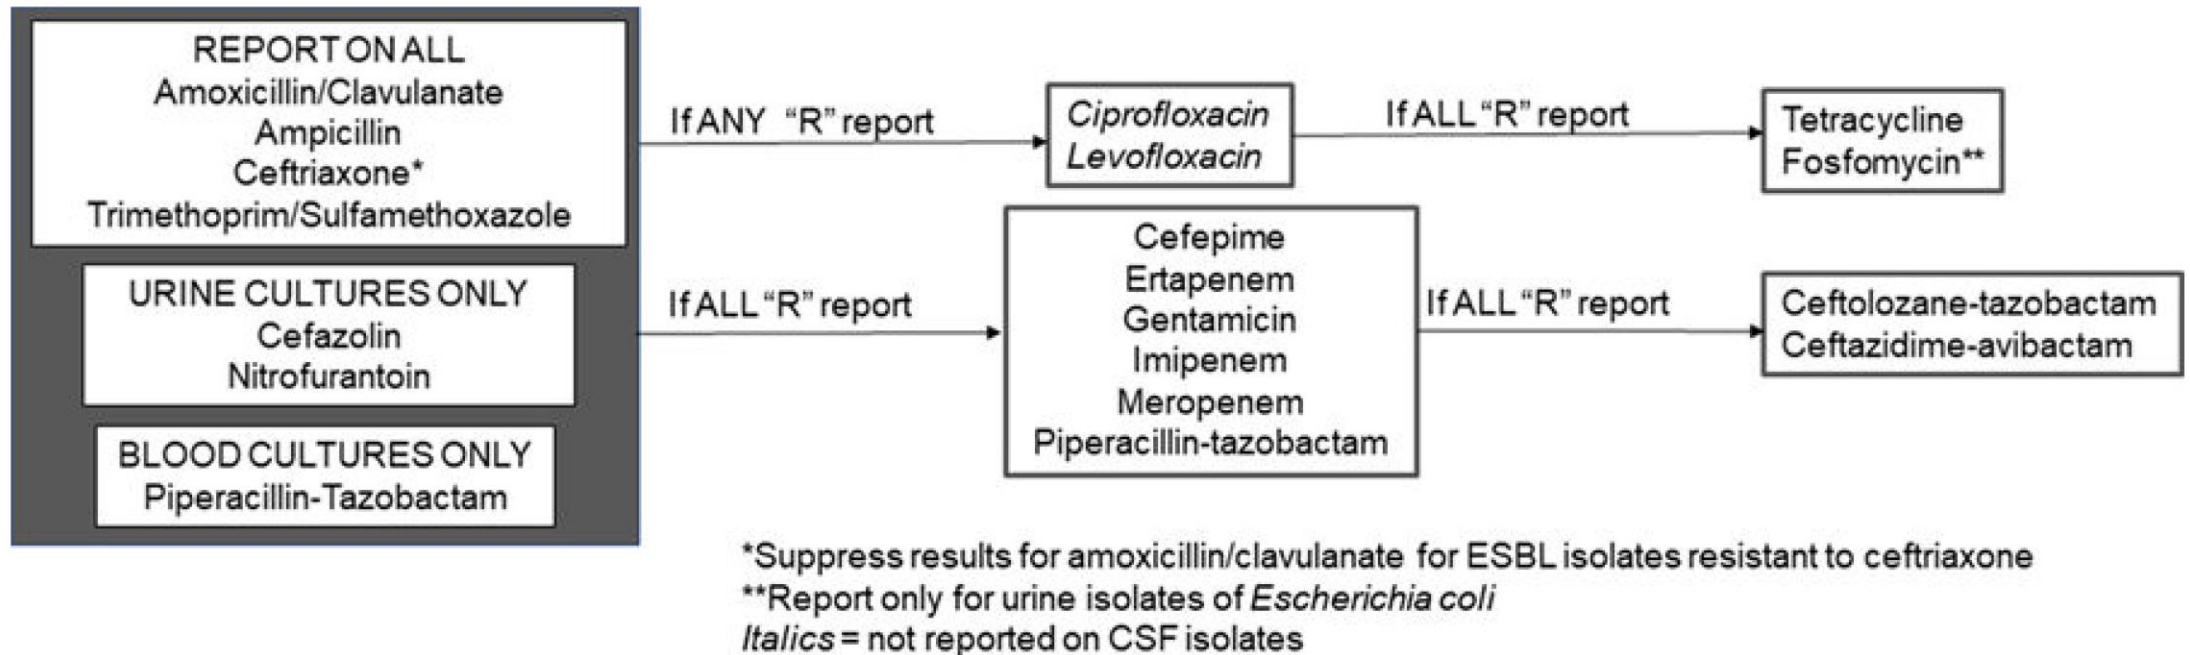 REPORT ON ALL
Amoxicillin/Clavulanate
Ampicillin
Ceftriaxone*
Trimethoprim/Sulfamethoxazole
URINE CULTURES ONLY
Cefazolin
Nitrofurantoin
BLOOD CULTURES ONLY
Piperacillin-Tazobactam
If ANY “R” report
Ciprofloxacin
Levofloxacin
If ALL “R” report
Tetracycline
Fosfomycin**
If ALL “R” report
Cefepime
Ertapenem
Gentamicin
Imipenem
Meropenem
Piperacillin-tazobactam
If ALL “R” report
Ceftolozane-tazobactam
Ceftazidime-avibactam
*Suppress results for amoxicillin/clavulanate for ESBL isolates resistant to ceftriaxone
**Report only for urine isolates of Escherichia coli
Italics = not reported on CSF isolates